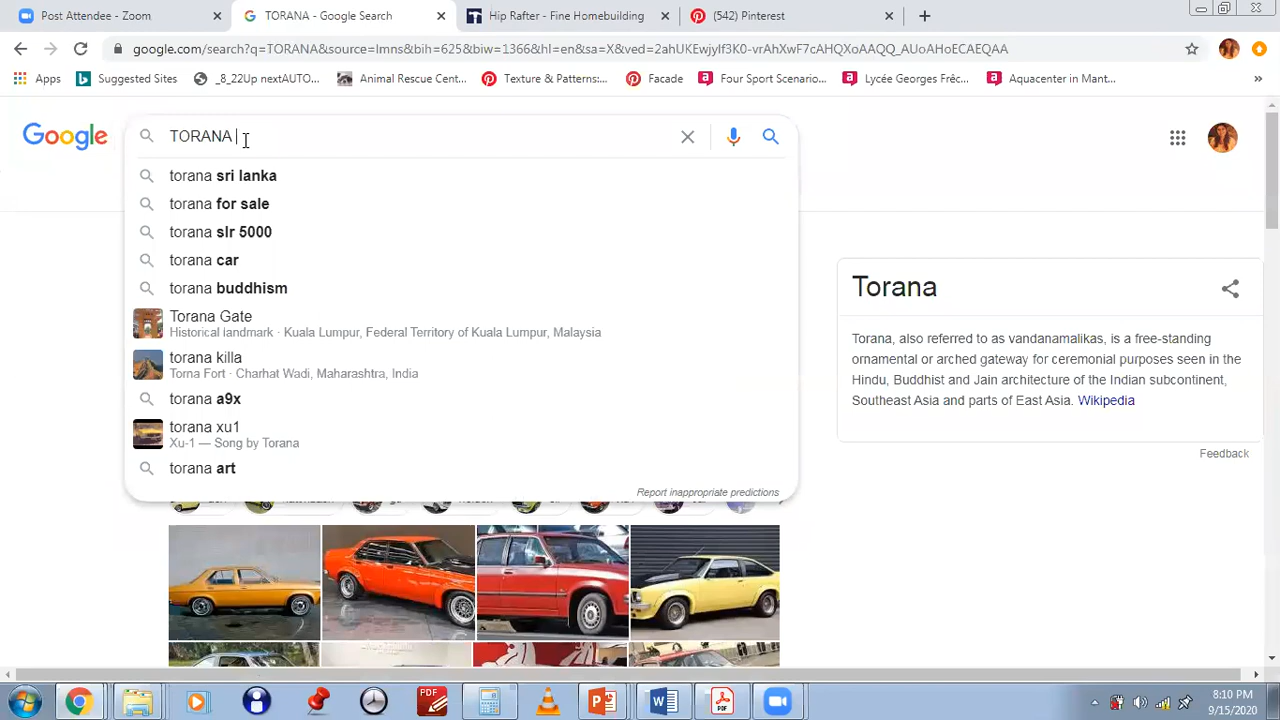 Post Attendee - Zoom
TORANA - Google Search
Hip Rafter - Fine Homebuilding
(542) Pinterest
google.com/search?q=TORANA&source=lmns&bih=625&biw=1366&hl=en&sa=X&ved=2ahUKEwjyIf3K0-vrAhXwF7cAHQXoAAQQ_AUoAHoECAEQAA
Apps
Suggested Sites
_8_22Up nextAUTO...
Animal Rescue Cent...
Texture & Patterns:...
Facade
Four Sport Scenario...
Lycée Georges Frêc...
Aquacenter in Mant...
»
Google
TORANA
torana sri lanka
torana for sale
torana slr 5000
torana car
torana buddhism
Torana Gate
Historical landmark · Kuala Lumpur, Federal Territory of Kuala Lumpur, Malaysia
torana killa
Torna Fort · Charhat Wadi, Maharashtra, India
torana a9x
torana xu1
Xu-1 — Song by Torana
torana art
Report inappropriate predictions
Torana
Torana, also referred to as vandanamalikas, is a free-standing
ornamental or arched gateway for ceremonial purposes seen in the
Hindu, Buddhist and Jain architecture of the Indian subcontinent,
Southeast Asia and parts of East Asia. Wikipedia
Feedback
PDF
8:10 PM
9/15/2020